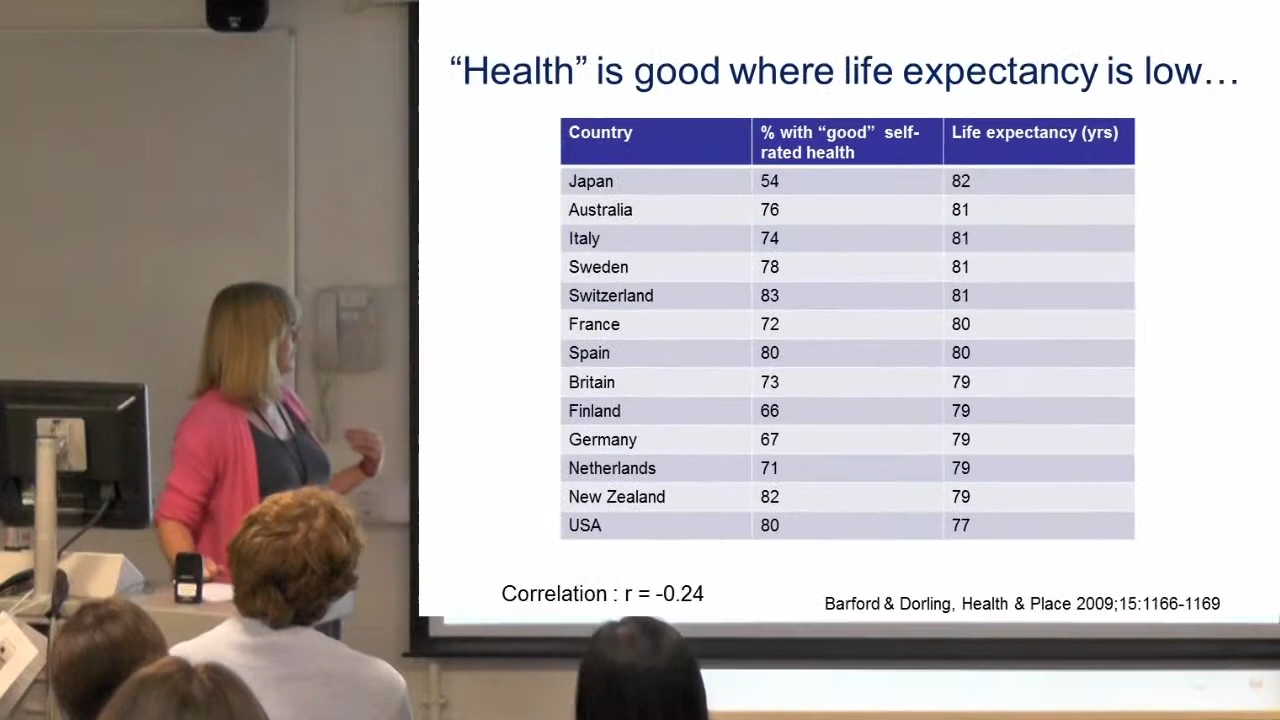 “Health” is good where life expectancy is low…
Country % with “good” self-rated health Life expectancy (yrs)
Japan 54 82
Australia 76 81
Italy 74 81
Sweden 78 81
Switzerland 83 81
France 72 80
Spain 80 80
Britain 73 79
Finland 66 79
Germany 67 79
Netherlands 71 79
New Zealand 82 79
USA 80 77
Correlation : r = -0.24
Barford & Dorling, Health & Place 2009;15:1166-1169